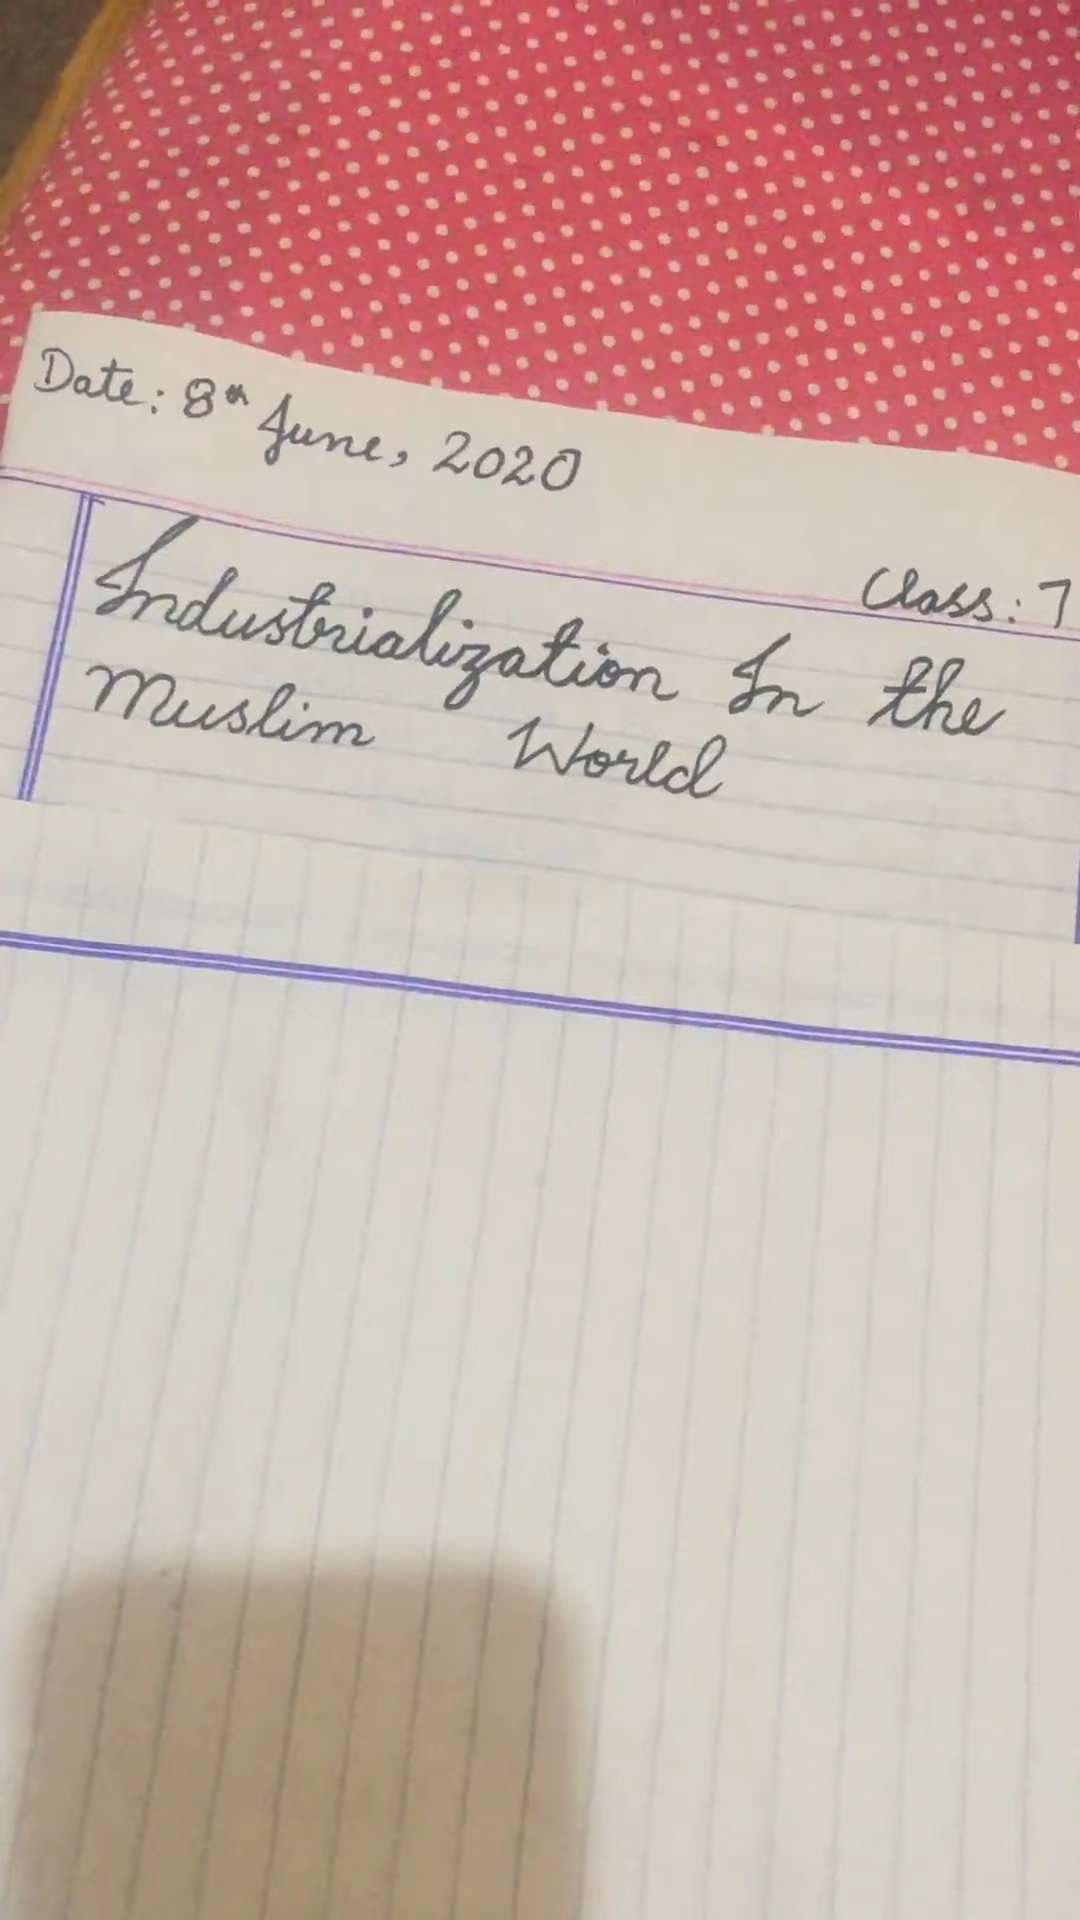 Date: 8th June, 2020
Class: 7
Industrialization In the
Muslim World